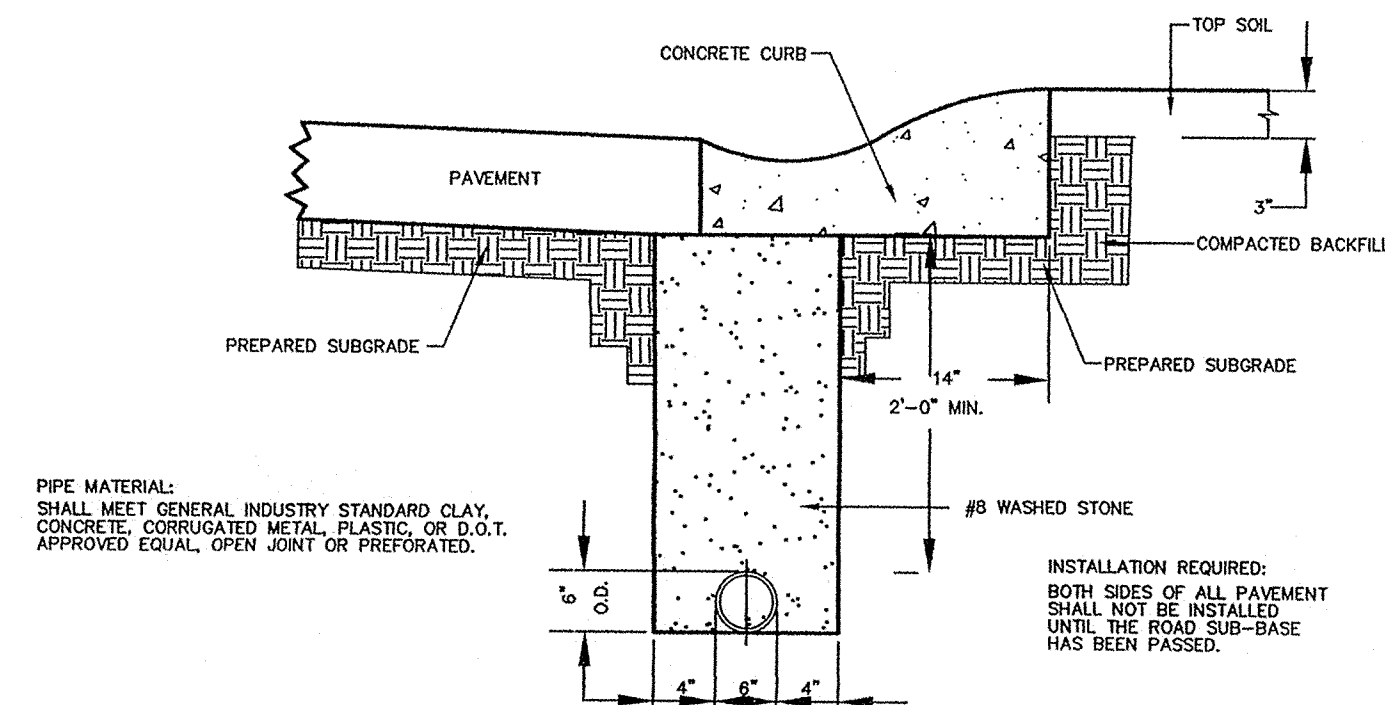 TOP SOIL
CONCRETE CURB
PAVEMENT
3"
COMPACTED BACKFILL
PREPARED SUBGRADE
PREPARED SUBGRADE
14"
2'-0" MIN.
PIPE MATERIAL:
SHALL MEET GENERAL INDUSTRY STANDARD CLAY,
CONCRETE, CORRUGATED METAL, PLASTIC, OR D.O.T.
APPROVED EQUAL, OPEN JOINT OR PREFORATED.
#8 WASHED STONE
6"
O.D.
INSTALLATION REQUIRED:
BOTH SIDES OF ALL PAVEMENT
SHALL NOT BE INSTALLED
UNTIL THE ROAD SUB-BASE
HAS BEEN PASSED.
4" 6" 4"